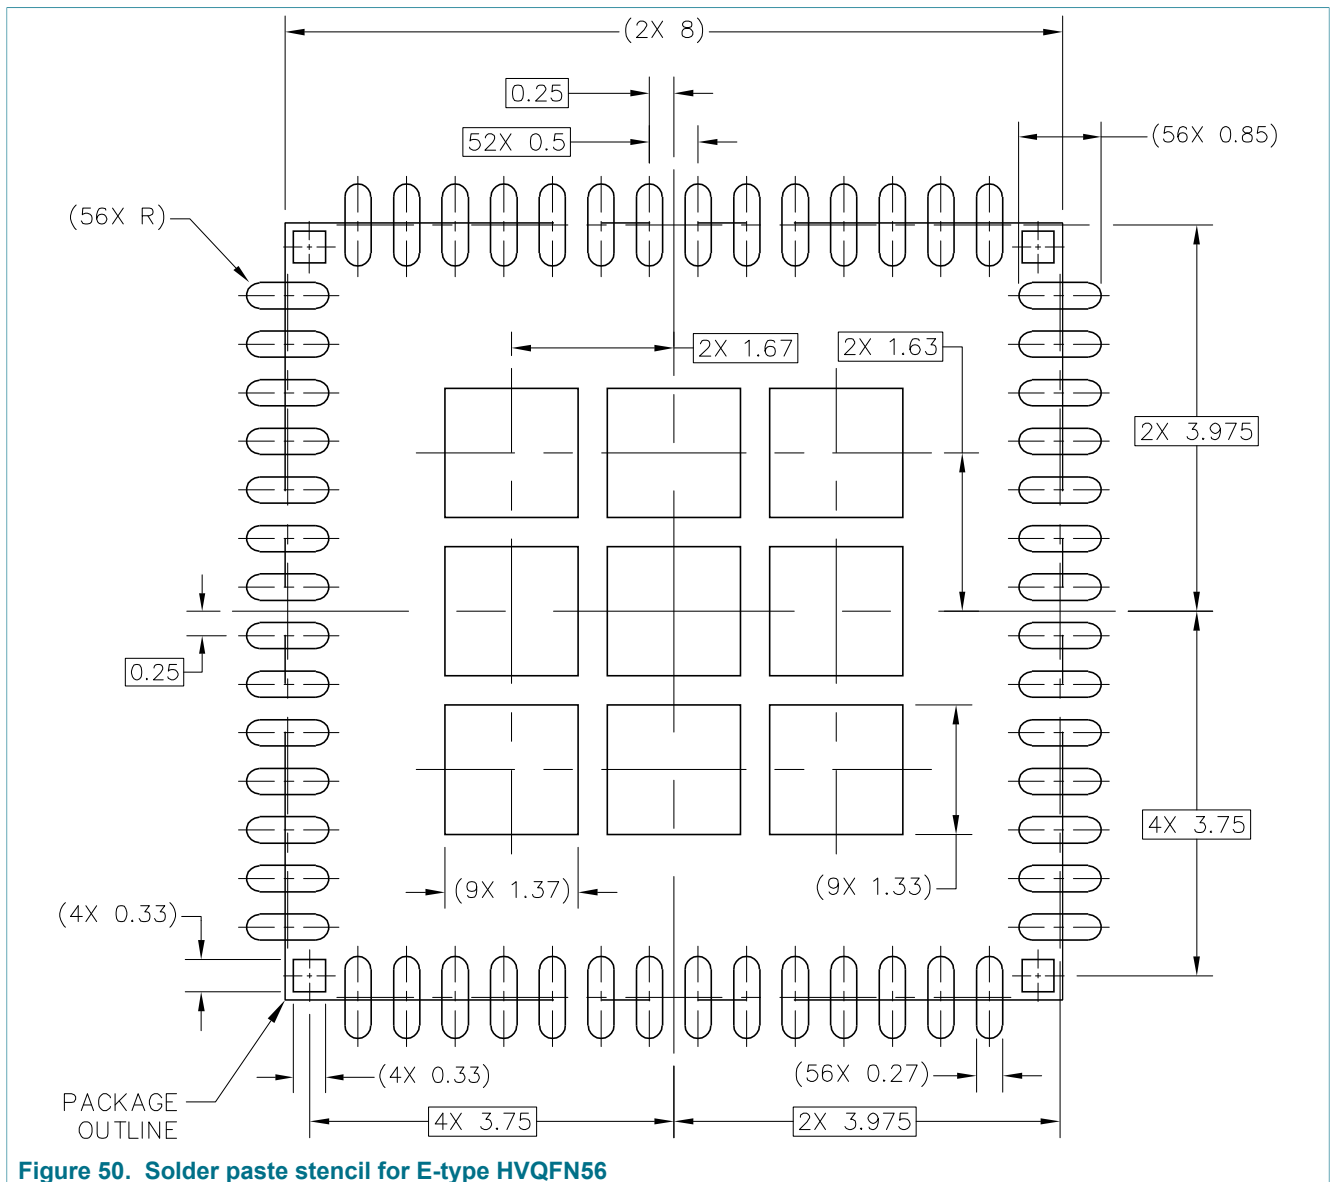 (2X 8)
0.25
52X 0.5
(56X 0.85)
(56X R)
2X 1.67
2X 1.63
2X 3.975
0.25
4X 3.75
(9X 1.37)
(9X 1.33)
(4X 0.33)
(4X 0.33)
(56X 0.27)
PACKAGE
OUTLINE
4X 3.75
2X 3.975
Figure 50. Solder paste stencil for E-type HVQFN56